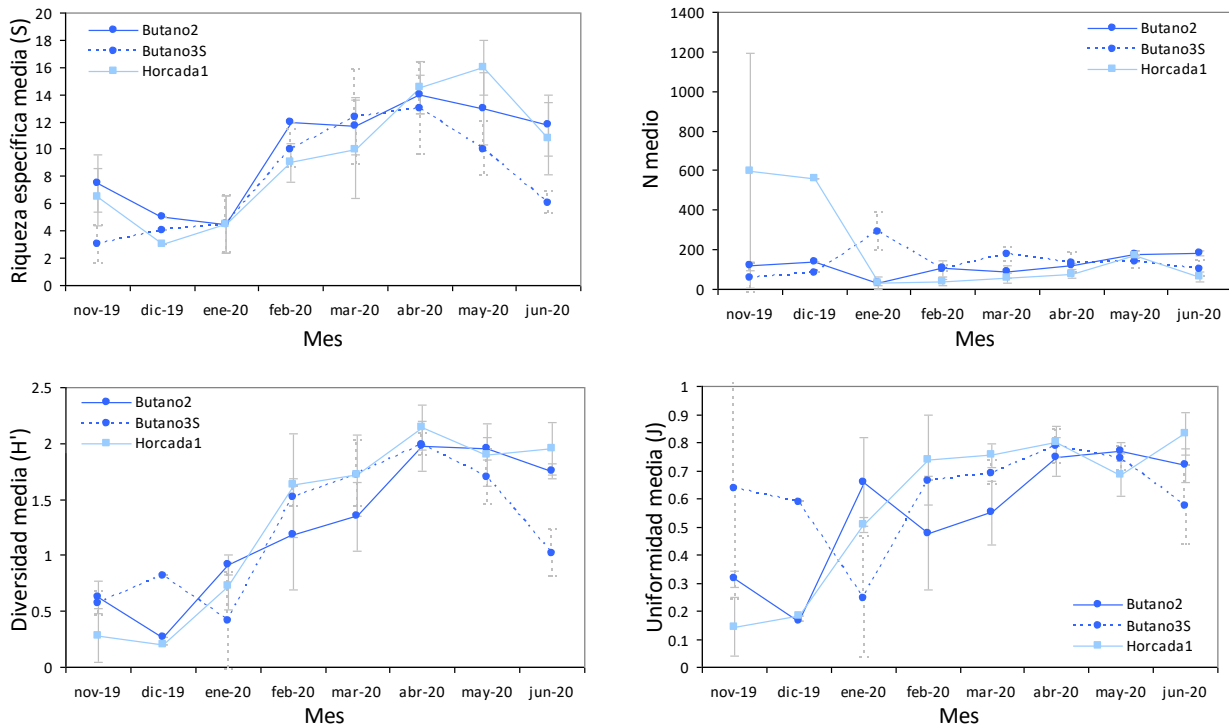 Riqueza específica media (S)
20
18
16
14
12
10
8
6
4
2
0
Butano2
Butano3S
Horcada1
nov-19 dic-19 ene-20 feb-20 mar-20 abr-20 may-20 jun-20
Mes
N medio
1400
1200
1000
800
600
400
200
0
Butano2
Butano3S
Horcada1
nov-19 dic-19 ene-20 feb-20 mar-20 abr-20 may-20 jun-20
Mes
Diversidad media (H')
2.5
2
1.5
1
0.5
0
Butano2
Butano3S
Horcada1
nov-19 dic-19 ene-20 feb-20 mar-20 abr-20 may-20 jun-20
Mes
Uniformidad media (J)
1
0.9
0.8
0.7
0.6
0.5
0.4
0.3
0.2
0.1
0
Butano2
Butano3S
Horcada1
nov-19 dic-19 ene-20 feb-20 mar-20 abr-20 may-20 jun-20
Mes